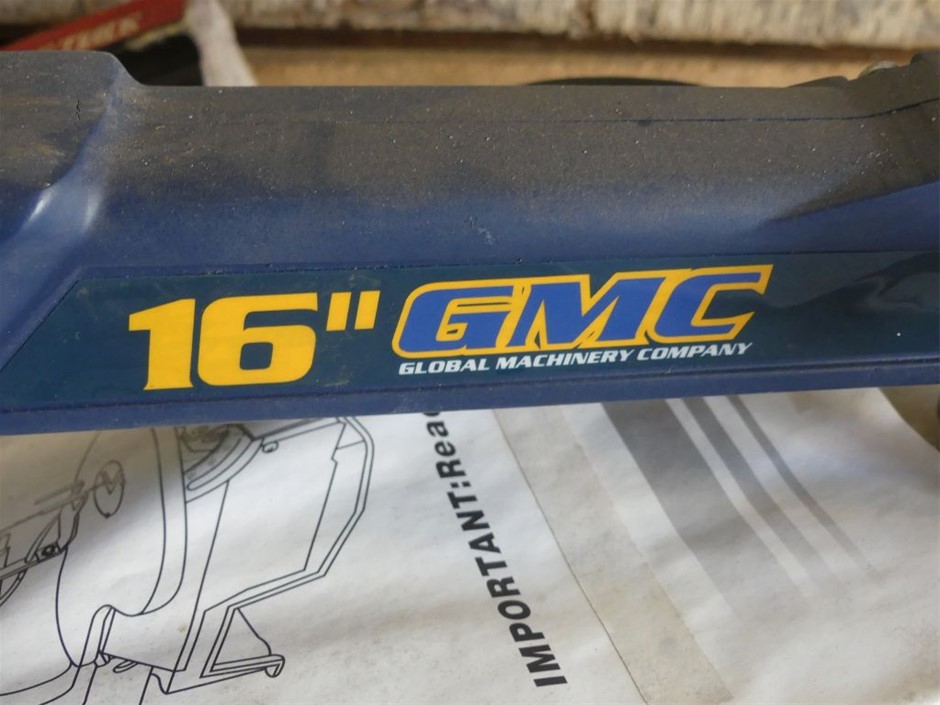 16" GMC
GLOBAL MACHINERY COMPANY
IMPORTANT:Rea